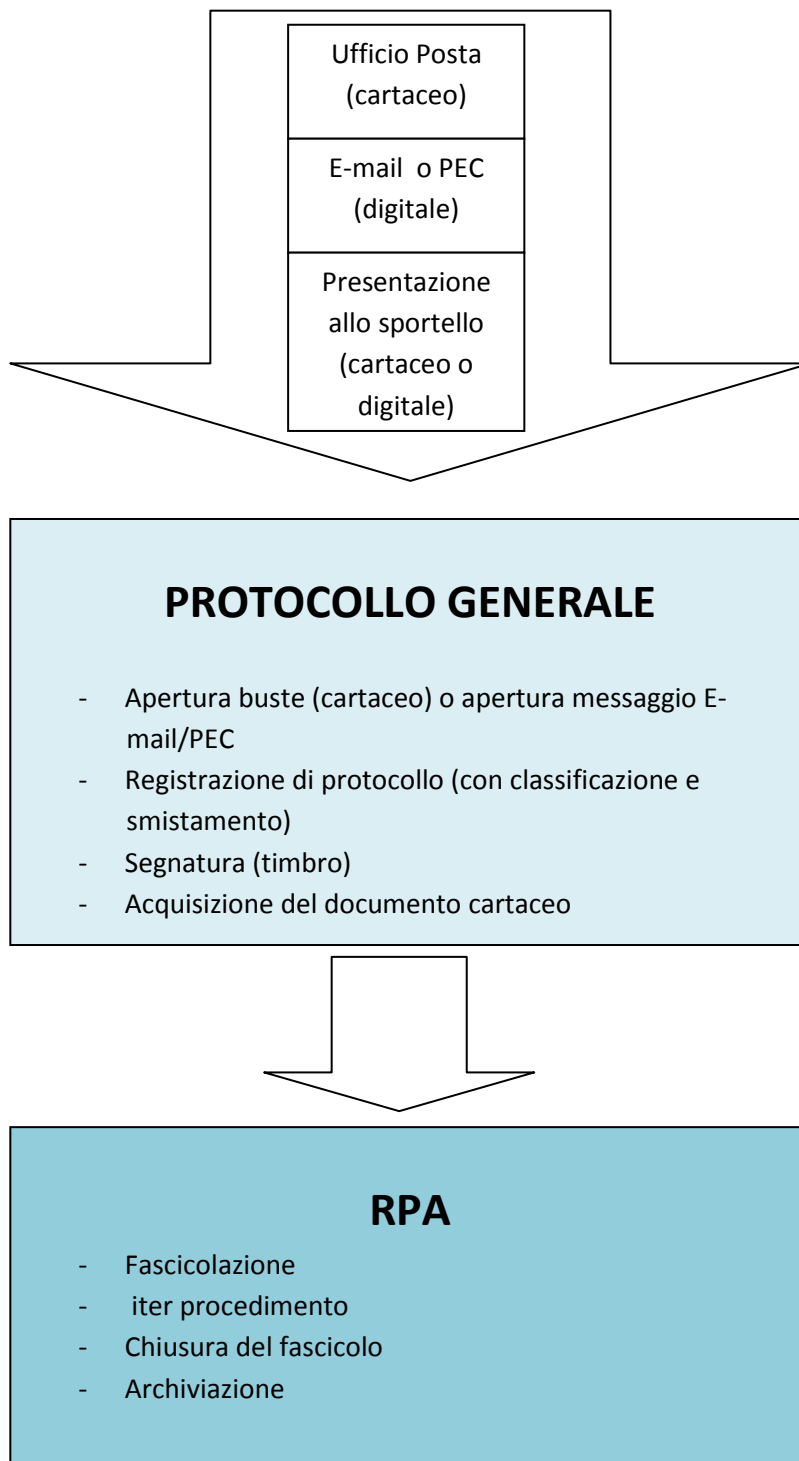 Ufficio Posta
(cartaceo)
E-mail o PEC
(digitale)
Presentazione
allo sportello
(cartaceo o
digitale)
PROTOCOLLO GENERALE
- Apertura buste (cartaceo) o apertura messaggio E-
mail/PEC
- Registrazione di protocollo (con classificazione e
smistamento)
- Segnatura (timbro)
- Acquisizione del documento cartaceo
RPA
- Fascicolazione
- iter procedimento
- Chiusura del fascicolo
- Archiviazione